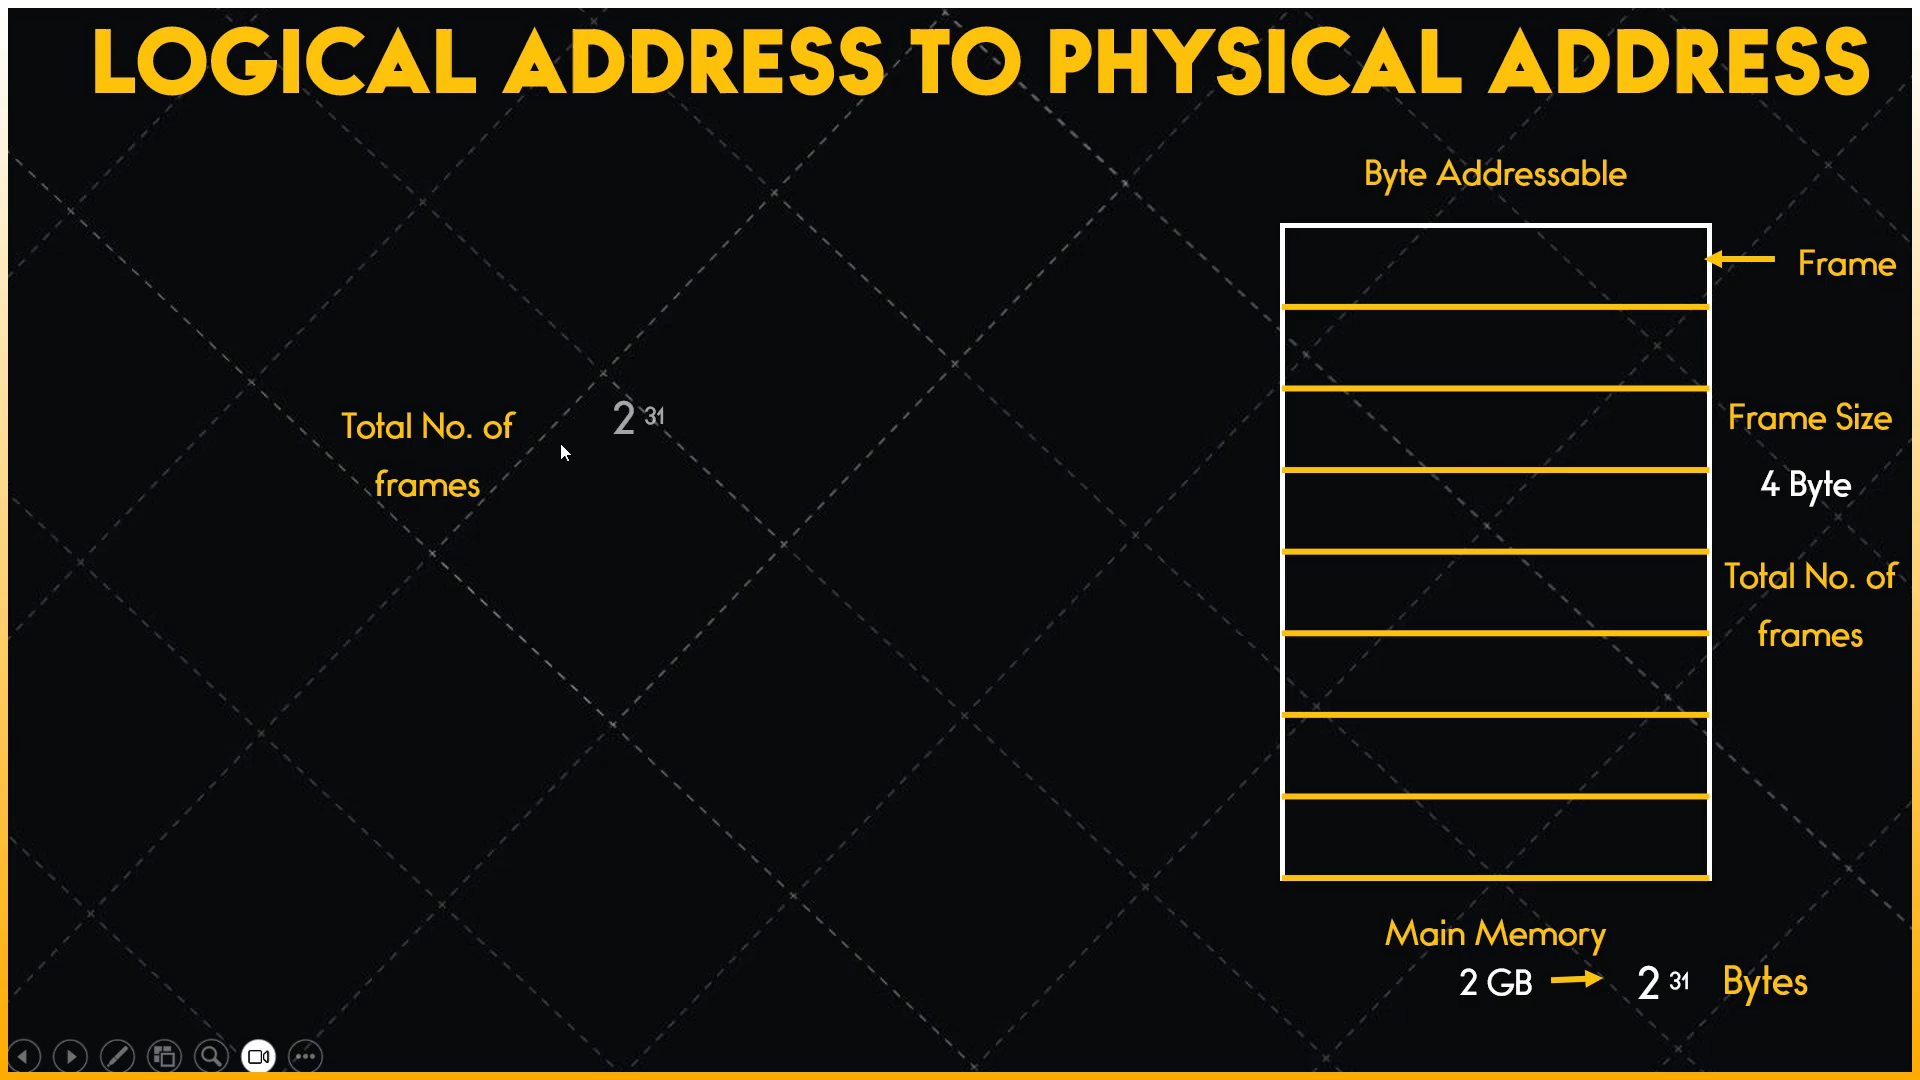 LOGICAL ADDRESS TO PHYSICAL ADDRESS
Byte Addressable
Frame
Total No. of
frames
2 31
Frame Size
4 Byte
Total No. of
frames
Main Memory
2 GB
2 31 Bytes